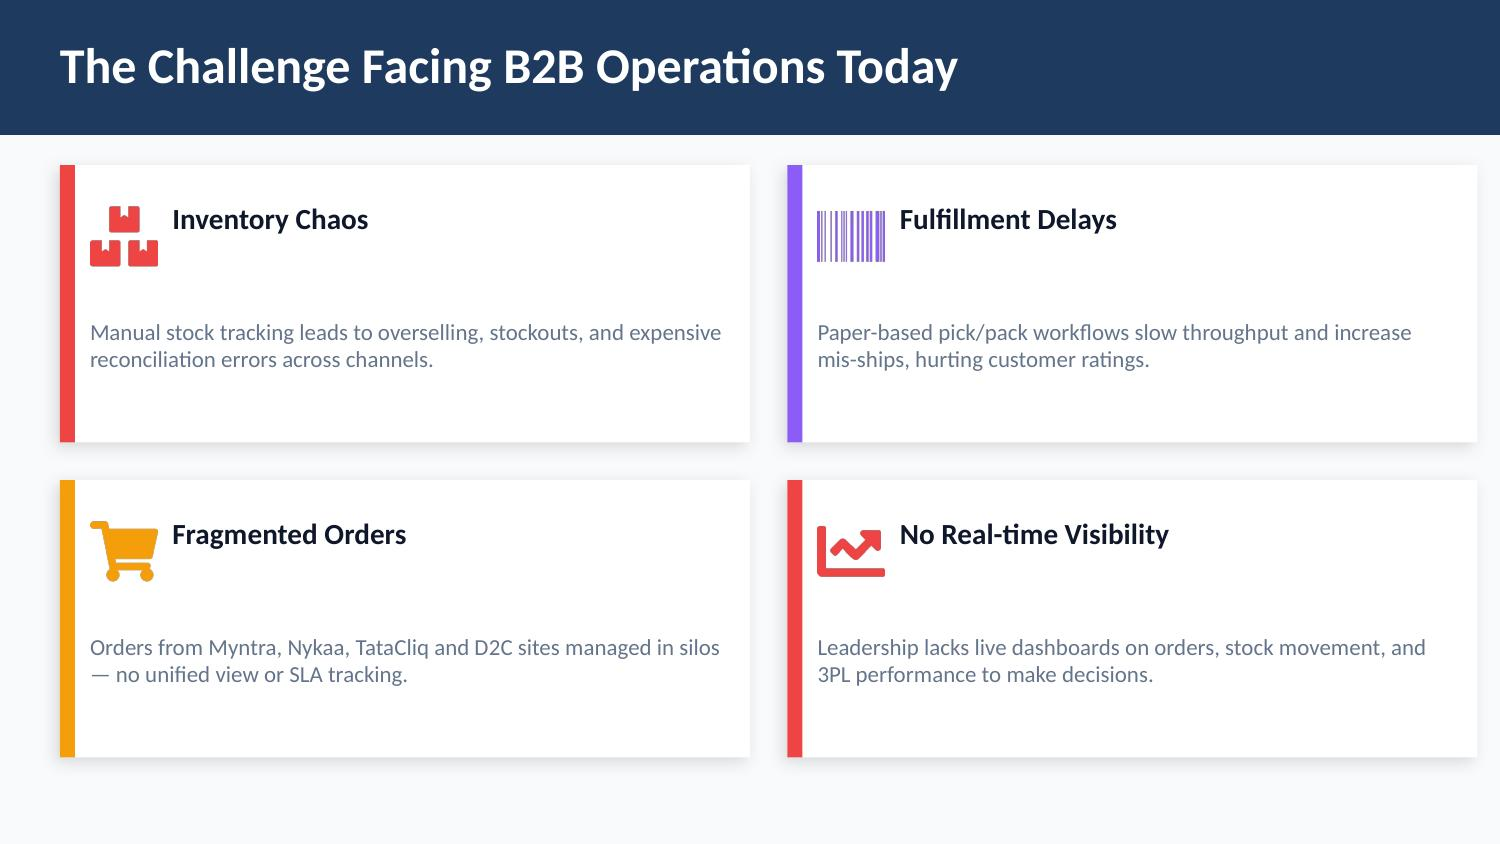 The Challenge Facing B2B Operations Today
Inventory Chaos
Manual stock tracking leads to overselling, stockouts, and expensive
reconciliation errors across channels.
Fulfillment Delays
Paper-based pick/pack workflows slow throughput and increase
mis-ships, hurting customer ratings.
Fragmented Orders
Orders from Myntra, Nykaa, TataCliq and D2C sites managed in silos
— no unified view or SLA tracking.
No Real-time Visibility
Leadership lacks live dashboards on orders, stock movement, and
3PL performance to make decisions.